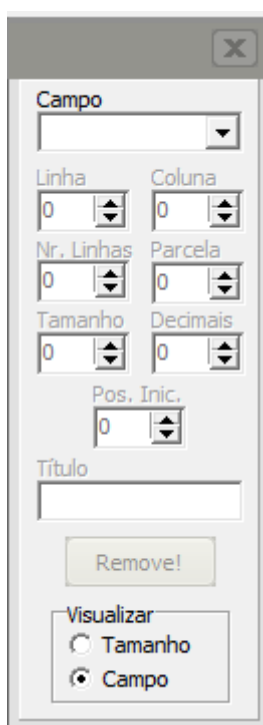 Campo
Linha Coluna
0 0
Nr. Linhas Parcela
0 0
Tamanho Decimais
0 0
Pos. Inic.
0
Título
Remove!
Visualizar
Tamanho
Campo